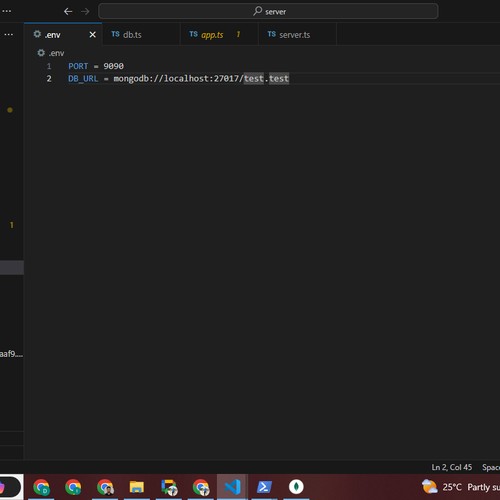 server
.env
TS db.ts
TS app.ts 1
TS server.ts
.env
1 PORT = 9090
2 DB_URL = mongodb://localhost:27017/test.test
1
aaf9....
Ln 2, Col 45 Spac
25°C Partly su